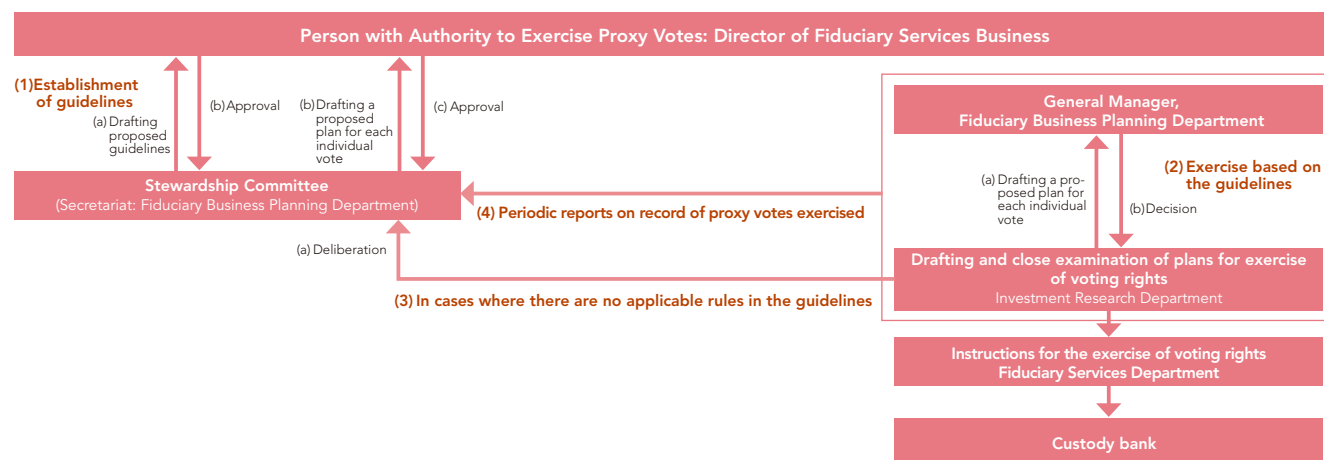 Person with Authority to Exercise Proxy Votes: Director of Fiduciary Services Business
(1)Establishment
of guidelines
(a) Drafting
proposed
guidelines
(b)Approval
(b)Drafting a
proposed
plan for each
individual
vote
(c) Approval
General Manager,
Fiduciary Business Planning Department
(a) Drafting a pro-
posed plan for
each individual
vote
(2) Exercise based on
the guidelines
(b)Decision
Stewardship Committee
(Secretariat: Fiduciary Business Planning Department)
(4) Periodic reports on record of proxy votes exercised
(a) Deliberation
(3) In cases where there are no applicable rules in the guidelines
Drafting and close examination of plans for exercise
of voting rights
Investment Research Department
Instructions for the exercise of voting rights
Fiduciary Services Department
Custody bank